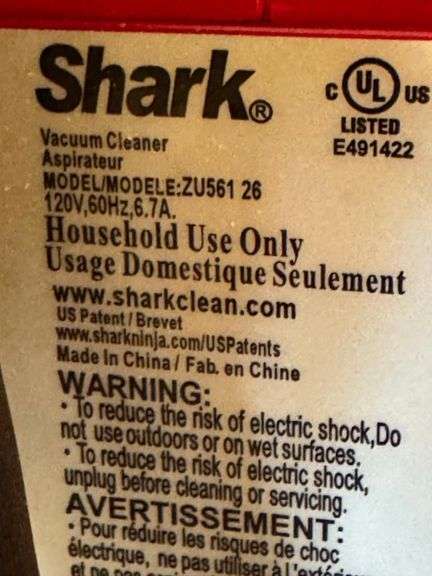 Shark®
C UL US
LISTED
E491422
Vacuum Cleaner
Aspirateur
MODEL/MODELE:ZU561 26
120V,60Hz,6.7A.
Household Use Only
Usage Domestique Seulement
www.sharkclean.com
US Patent / Brevet
www.sharkninja.com/USPatents
Made In China / Fab. en Chine
WARNING:
• To reduce the risk of electric shock,Do
not use outdoors or on wet surfaces.
• To reduce the risk of electric shock,
unplug before cleaning or servicing.
AVERTISSEMENT:
• Pour réduire les risques de choc
électrique, ne pas utiliser à
et ne pas